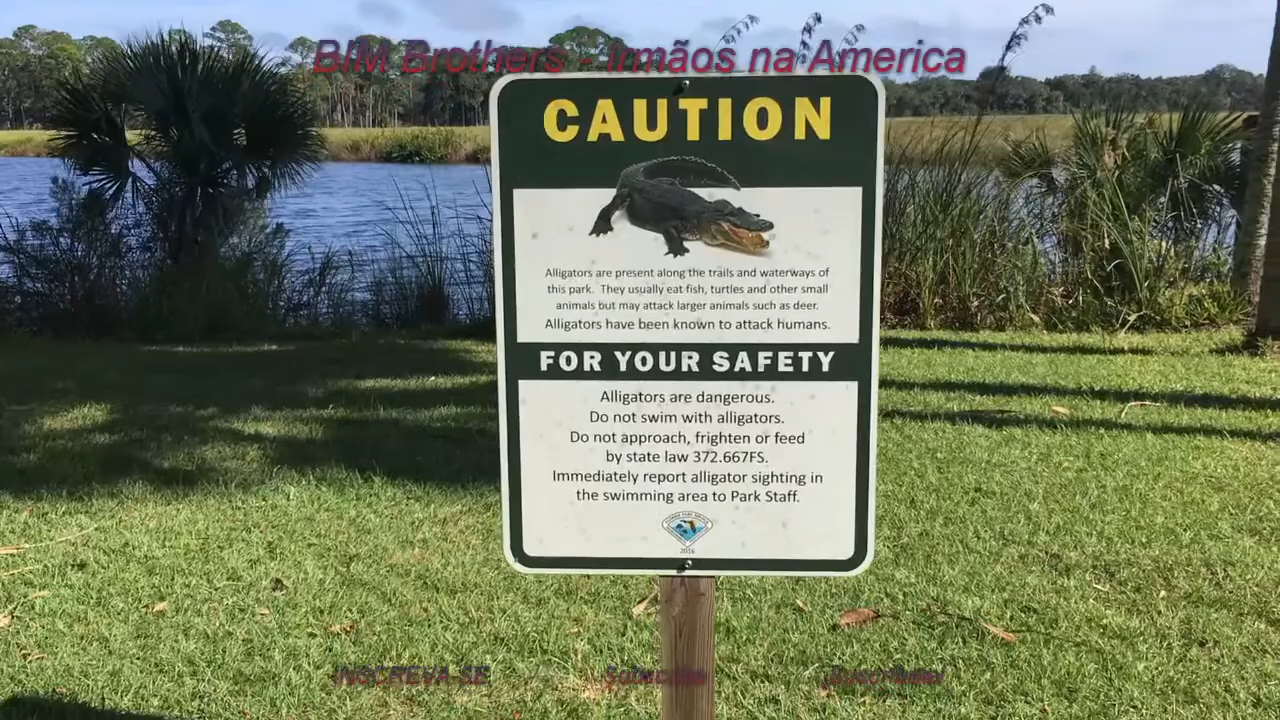 BIM Brothers - Irmãos na America
CAUTION
Alligators are present along the trails and waterways of
this park. They usually eat fish, turtles and other small
animals but may attack larger animals such as deer.
Alligators have been known to attack humans.
FOR YOUR SAFETY
Alligators are dangerous.
Do not swim with alligators.
Do not approach, frighten or feed
by state law 372.667FS.
Immediately report alligator sighting in
the swimming area to Park Staff.
2016
INSCREVA-SE Subscribe